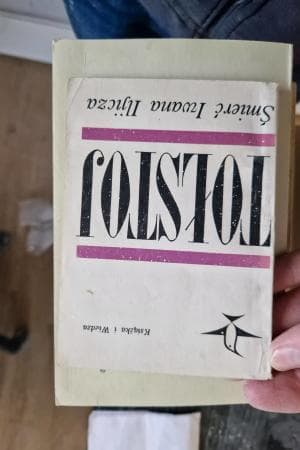 Śmierć Iwana Iljicza
TOŁSTOJ
Książka i Wiedza